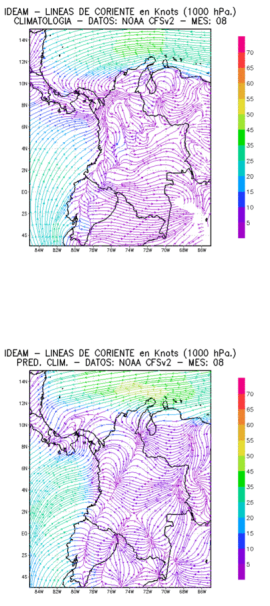 IDEAM – LINEAS DE CORIENTE en Knots (1000 hPa.)
CLIMATOLOGIA – DATOS: NOAA CFSv2 – MES: 08
14N
12N
10N
8N
6N
4N
2N
EQ
2S
4S
84W 82W 80W 78W 76W 74W 72W 70W 68W 66W
70
65
60
55
50
45
40
35
30
25
20
15
10
5
IDEAM – LINEAS DE CORIENTE en Knots (1000 hPa.)
PRED. CLIM. – DATOS: NOAA CFSv2 – MES: 08
14N
12N
10N
8N
6N
4N
2N
EQ
2S
4S
84W 82W 80W 78W 76W 74W 72W 70W 68W 66W
70
65
60
55
50
45
40
35
30
25
20
15
10
5